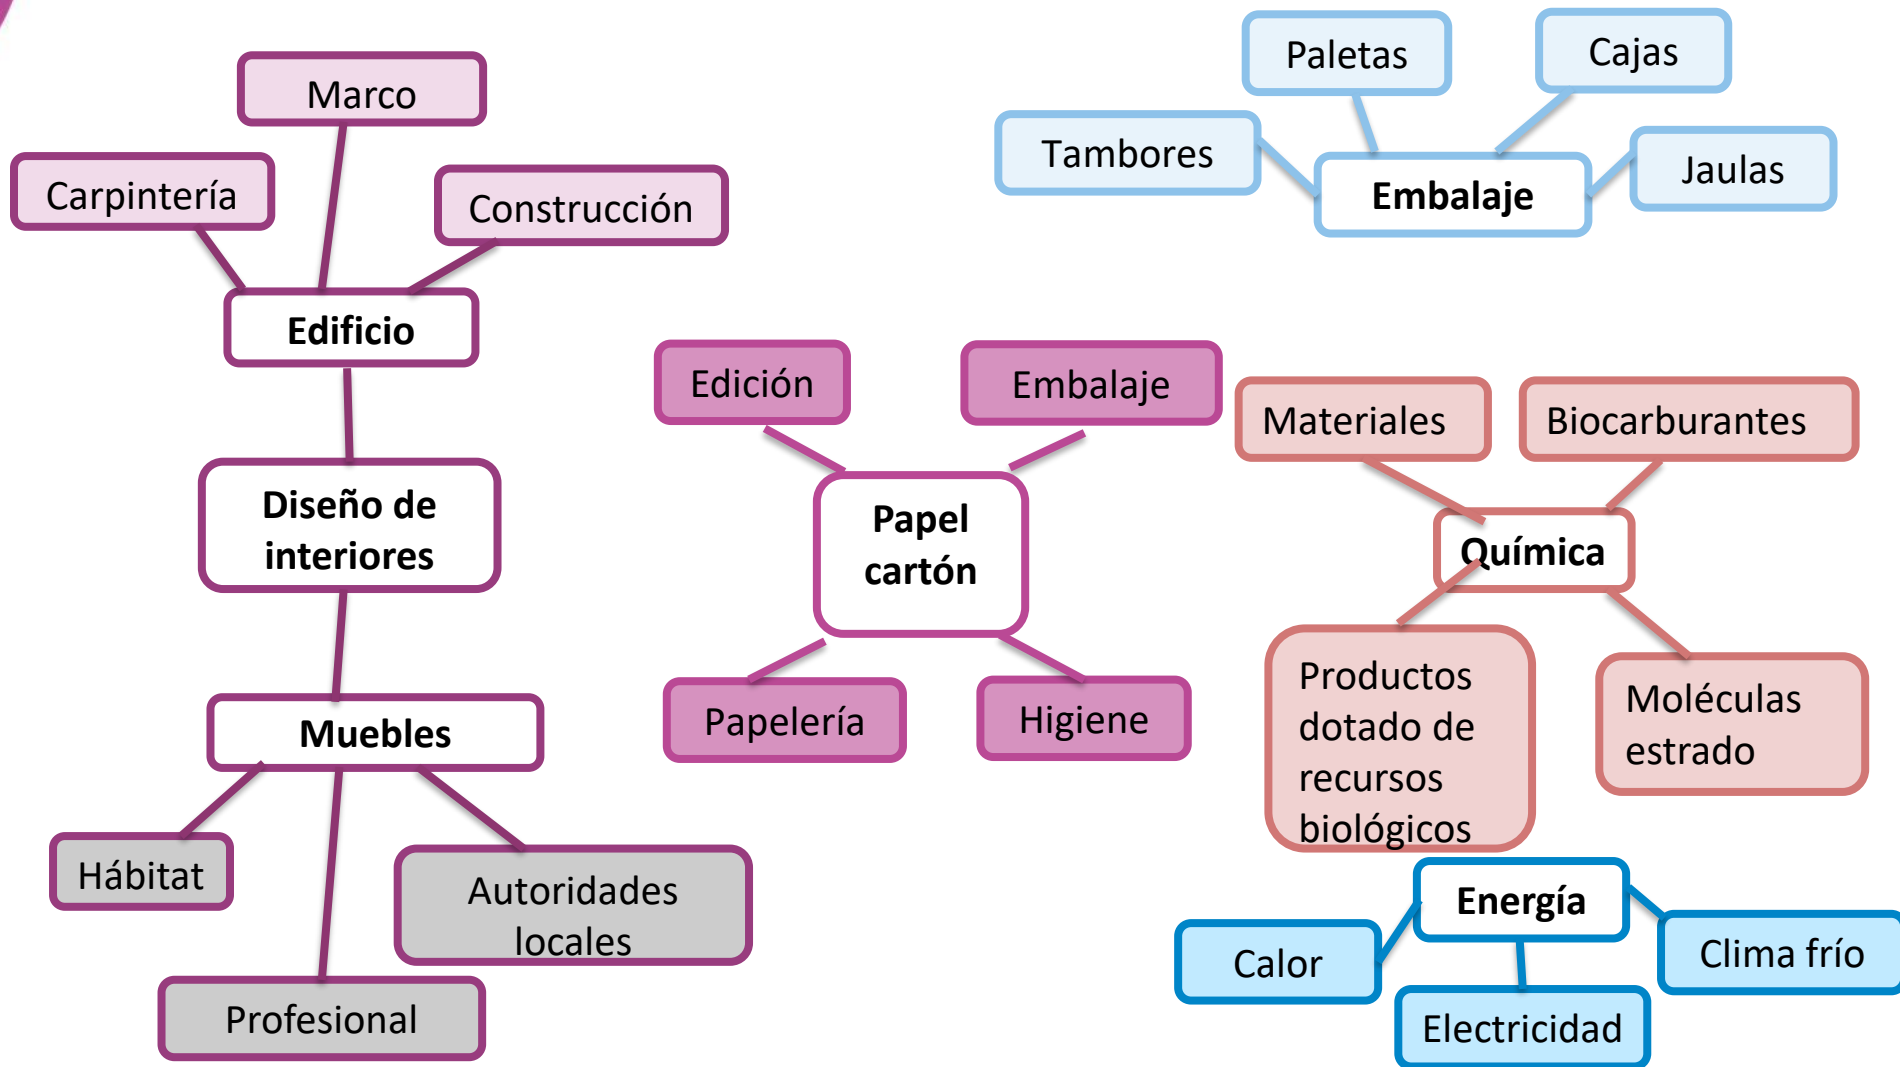 Marco
Carpintería
Construcción
Edificio
Diseño de
interiores
Muebles
Hábitat
Autoridades
locales
Profesional
Paletas
Cajas
Tambores
Jaulas
Embalaje
Edición
Embalaje
Papel
cartón
Papelería
Higiene
Materiales
Biocarburantes
Química
Productos
dotado de
recursos
biológicos
Moléculas
estrado
Energía
Calor
Clima frío
Electricidad